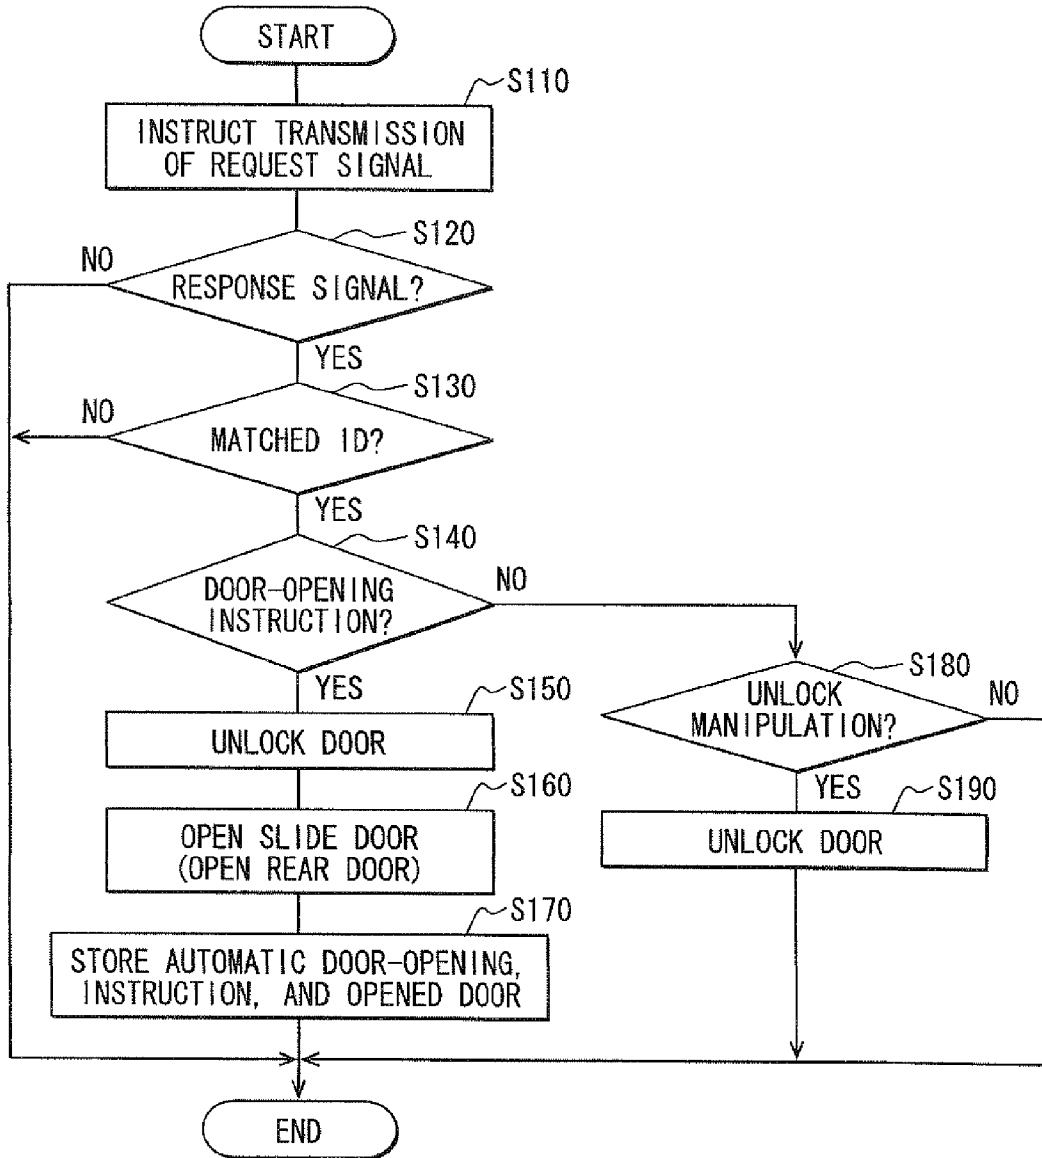 START
S110
INSTRUCT TRANSMISSION
OF REQUEST SIGNAL
S120
NO
RESPONSE SIGNAL?
YES
S130
NO
MATCHED ID?
YES
S140
NO
DOOR-OPENING
INSTRUCTION?
YES
S150
UNLOCK DOOR
S160
OPEN SLIDE DOOR
(OPEN REAR DOOR)
S170
STORE AUTOMATIC DOOR-OPENING,
INSTRUCTION, AND OPENED DOOR
S180
NO
UNLOCK
MANIPULATION?
YES
S190
UNLOCK DOOR
END